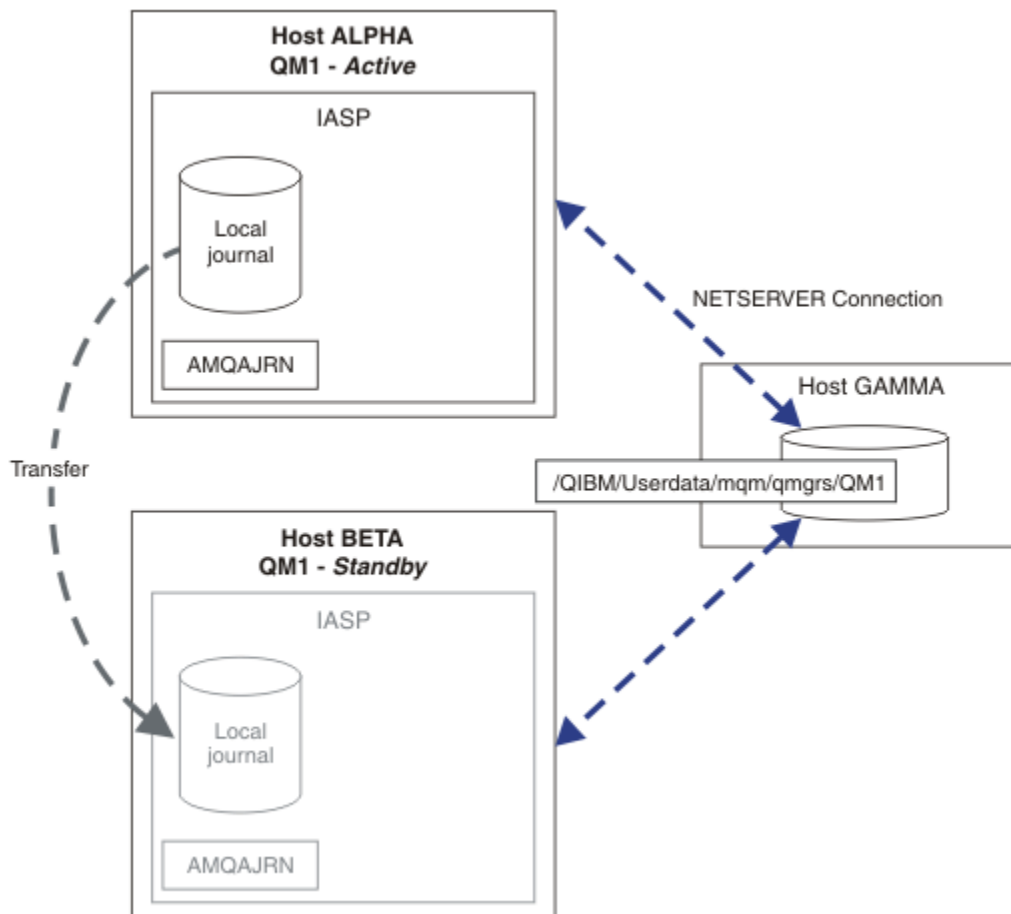 Host ALPHA
QM1 - Active
IASP
Local
journal
AMQAJRN
NETSERVER Connection
Host GAMMA
/QIBM/Userdata/mqm/qmgrs/QM1
Transfer
Host BETA
QM1 - Standby
IASP
Local
journal
AMQAJRN